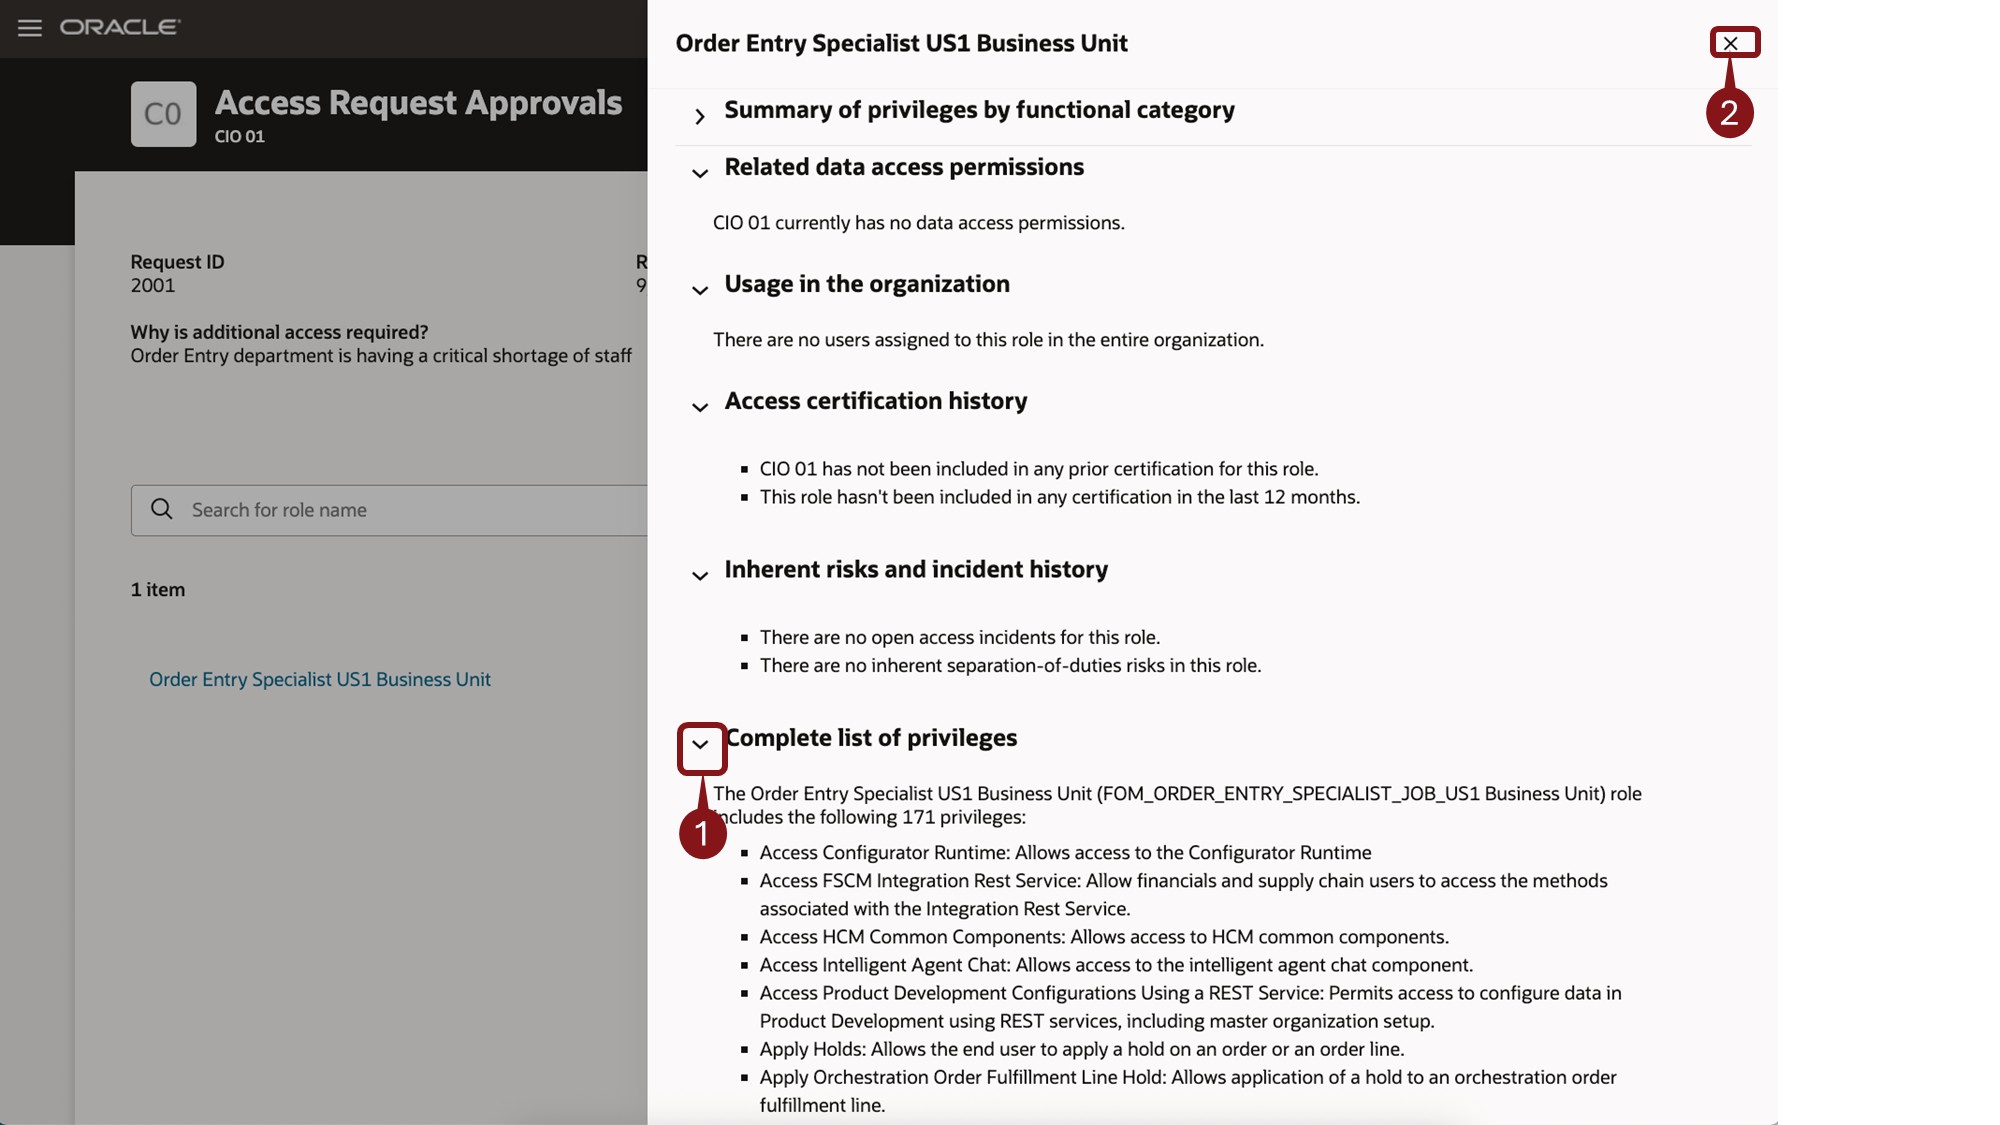 ORACLE
C0
Access Request Approvals
CIO 01
Request ID
2001
R
9
Why is additional access required?
Order Entry department is having a critical shortage of staff
Search for role name
1 item
Order Entry Specialist US1 Business Unit
Order Entry Specialist US1 Business Unit
2
Summary of privileges by functional category
Related data access permissions
CIO 01 currently has no data access permissions.
Usage in the organization
There are no users assigned to this role in the entire organization.
Access certification history
▪ CIO 01 has not been included in any prior certification for this role.
▪ This role hasn't been included in any certification in the last 12 months.
Inherent risks and incident history
▪ There are no open access incidents for this role.
▪ There are no inherent separation-of-duties risks in this role.
Complete list of privileges
The Order Entry Specialist US1 Business Unit (FOM_ORDER_ENTRY_SPECIALIST_JOB_US1 Business Unit) role
includes the following 171 privileges:
1
▪ Access Configurator Runtime: Allows access to the Configurator Runtime
▪ Access FSCM Integration Rest Service: Allow financials and supply chain users to access the methods
associated with the Integration Rest Service.
▪ Access HCM Common Components: Allows access to HCM common components.
▪ Access Intelligent Agent Chat: Allows access to the intelligent agent chat component.
▪ Access Product Development Configurations Using a REST Service: Permits access to configure data in
Product Development using REST services, including master organization setup.
▪ Apply Holds: Allows the end user to apply a hold on an order or an order line.
▪ Apply Orchestration Order Fulfillment Line Hold: Allows application of a hold to an orchestration order
fulfillment line.